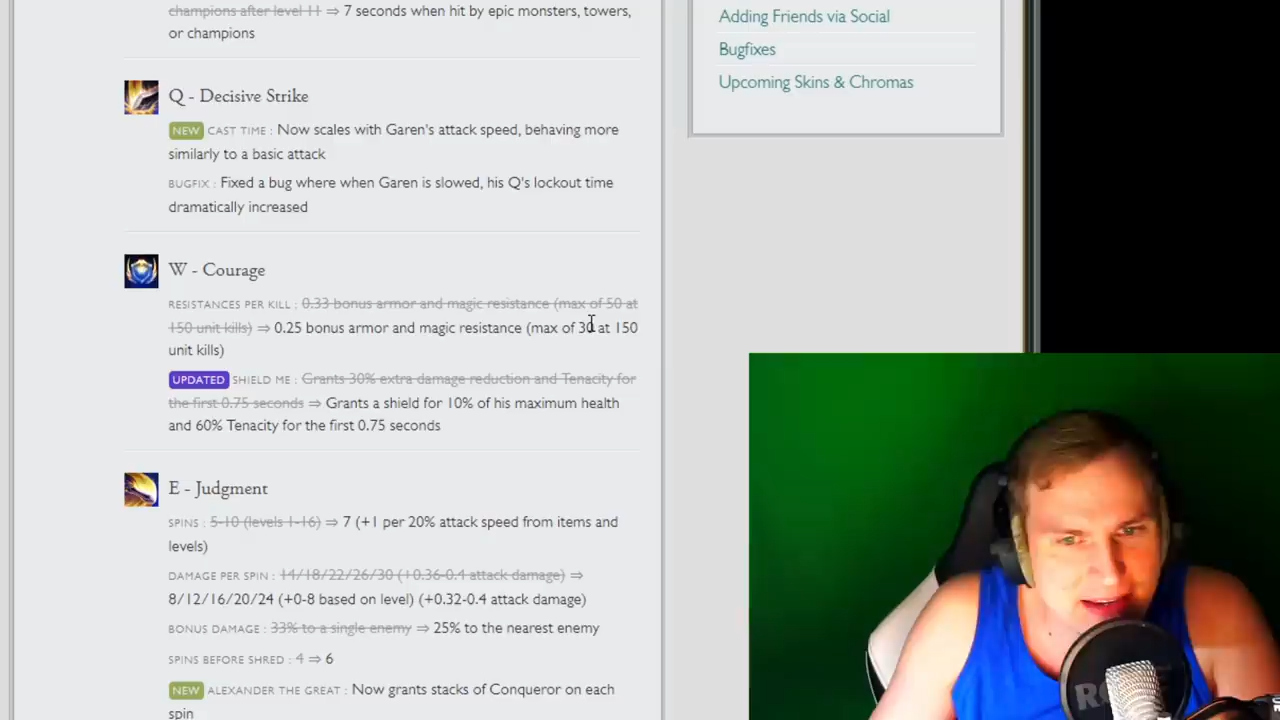 champions after level 11 ⇒ 7 seconds when hit by epic monsters, towers,
or champions
Adding Friends via Social
Bugfixes
Upcoming Skins & Chromas
Q - Decisive Strike
NEW CAST TIME : Now scales with Garen's attack speed, behaving more
similarly to a basic attack
BUGFIX : Fixed a bug where when Garen is slowed, his Q's lockout time
dramatically increased
W - Courage
RESISTANCES PER KILL : 0.33 bonus armor and magic resistance (max of 50 at
150 unit kills) ⇒ 0.25 bonus armor and magic resistance (max of 30 at 150
unit kills)
UPDATED SHIELD ME : Grants 30% extra damage reduction and Tenacity for
the first 0.75 seconds ⇒ Grants a shield for 10% of his maximum health
and 60% Tenacity for the first 0.75 seconds
E - Judgment
SPINS : 5-10 (levels 1-16) ⇒ 7 (+1 per 20% attack speed from items and
levels)
DAMAGE PER SPIN : 14/18/22/26/30 (+0.36-0.4 attack damage) ⇒
8/12/16/20/24 (+0-8 based on level) (+0.32-0.4 attack damage)
BONUS DAMAGE : 33% to a single enemy ⇒ 25% to the nearest enemy
SPINS BEFORE SHRED : 4 ⇒ 6
NEW ALEXANDER THE GREAT : Now grants stacks of Conqueror on each
spin